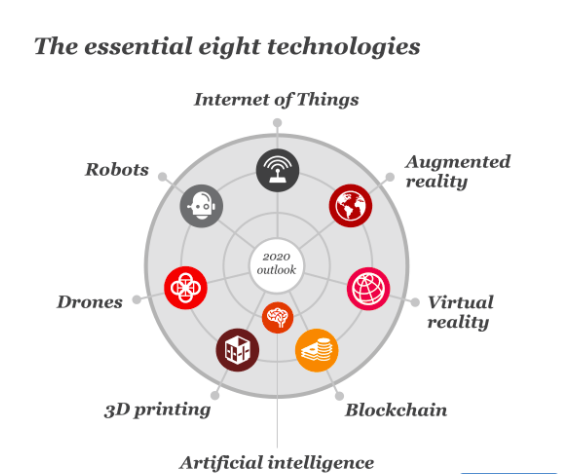 The essential eight technologies
Internet of Things
Robots
Augmented
reality
2020
outlook
Drones
Virtual
reality
3D printing
Blockchain
Artificial intelligence